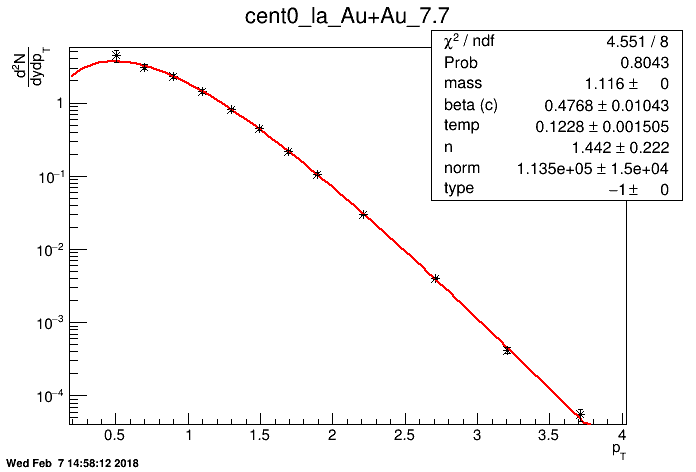 cent0_la_Au+Au_7.7
d²N
dydp_T
χ² / ndf 4.551 / 8
Prob 0.8043
mass 1.116 ± 0
beta (c) 0.4768 ± 0.01043
temp 0.1228 ± 0.001505
n 1.442 ± 0.222
norm 1.135e+05 ± 1.5e+04
type −1 ± 0
1
10⁻¹
10⁻²
10⁻³
10⁻⁴
0.5 1 1.5 2 2.5 3 3.5 4
p_T
Wed Feb 7 14:58:12 2018